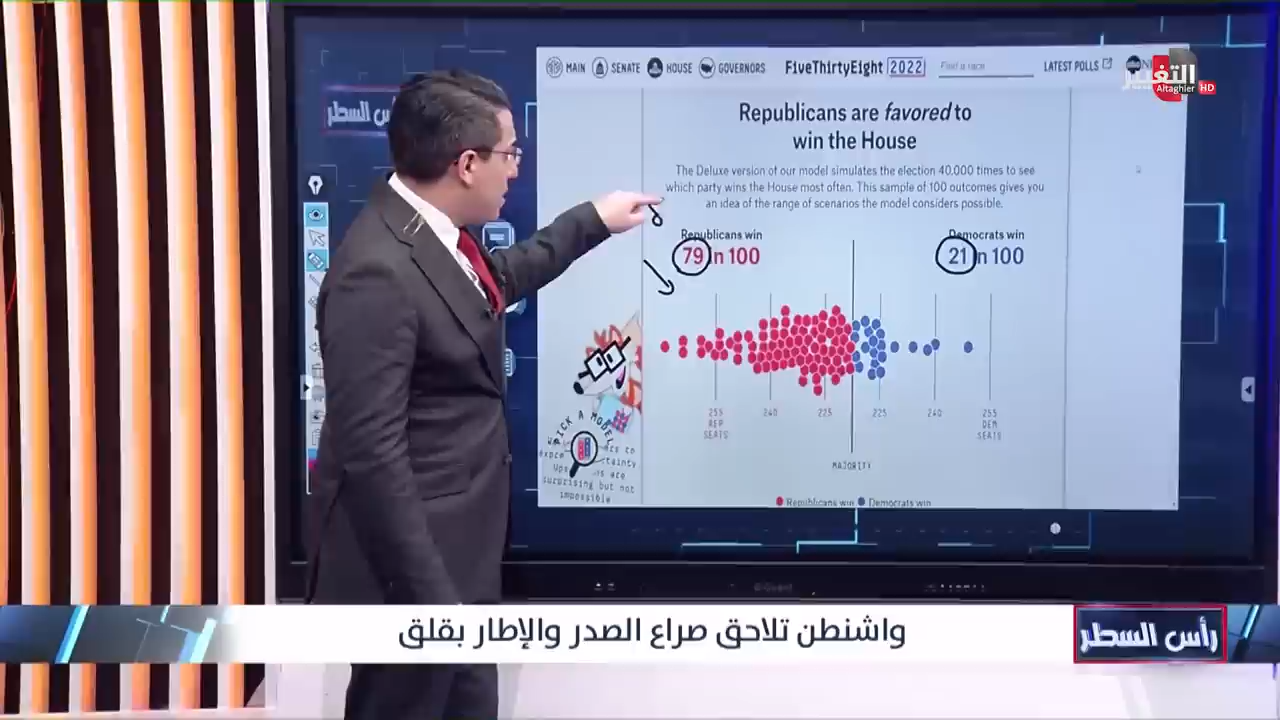 MAIN SENATE HOUSE GOVERNORS FiveThirtyEight 2022 Find a race LATEST POLLS
التغيير
Altaghier HD
رأس السطر
Republicans are favored to
win the House
The Deluxe version of our model simulates the election 40,000 times to see
which party wins the House most often. This sample of 100 outcomes gives you
an idea of the range of scenarios the model considers possible.
Republicans win
79 in 100
Democrats win
21 in 100
255 240 225 225 240 255
REP DEM
SEATS SEATS
MAJORITY
PICK A MODEL
surprising but not
impossible
Republicans win Democrats win
واشنطن تلاحق صراع الصدر والإطار بقلق
رأس السطر